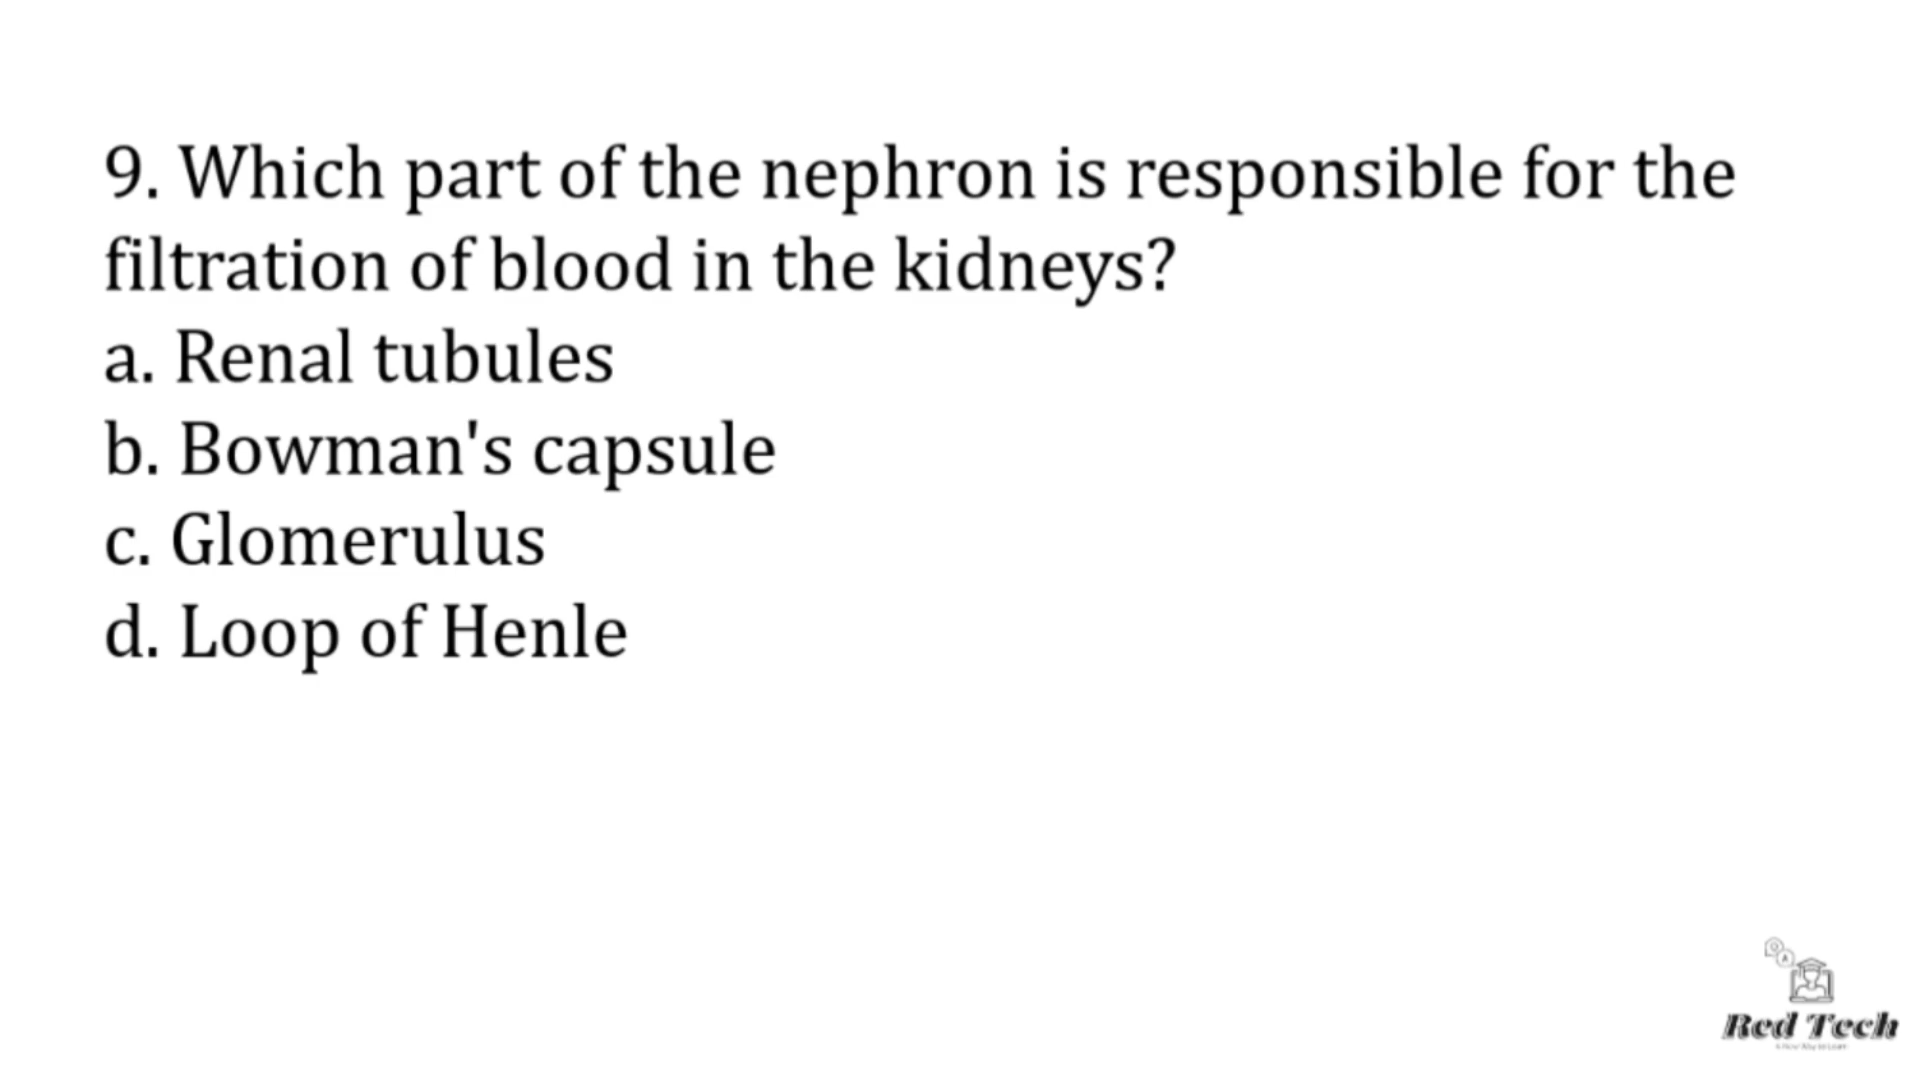 9. Which part of the nephron is responsible for the
filtration of blood in the kidneys?
a. Renal tubules
b. Bowman's capsule
c. Glomerulus
d. Loop of Henle
Red Tech